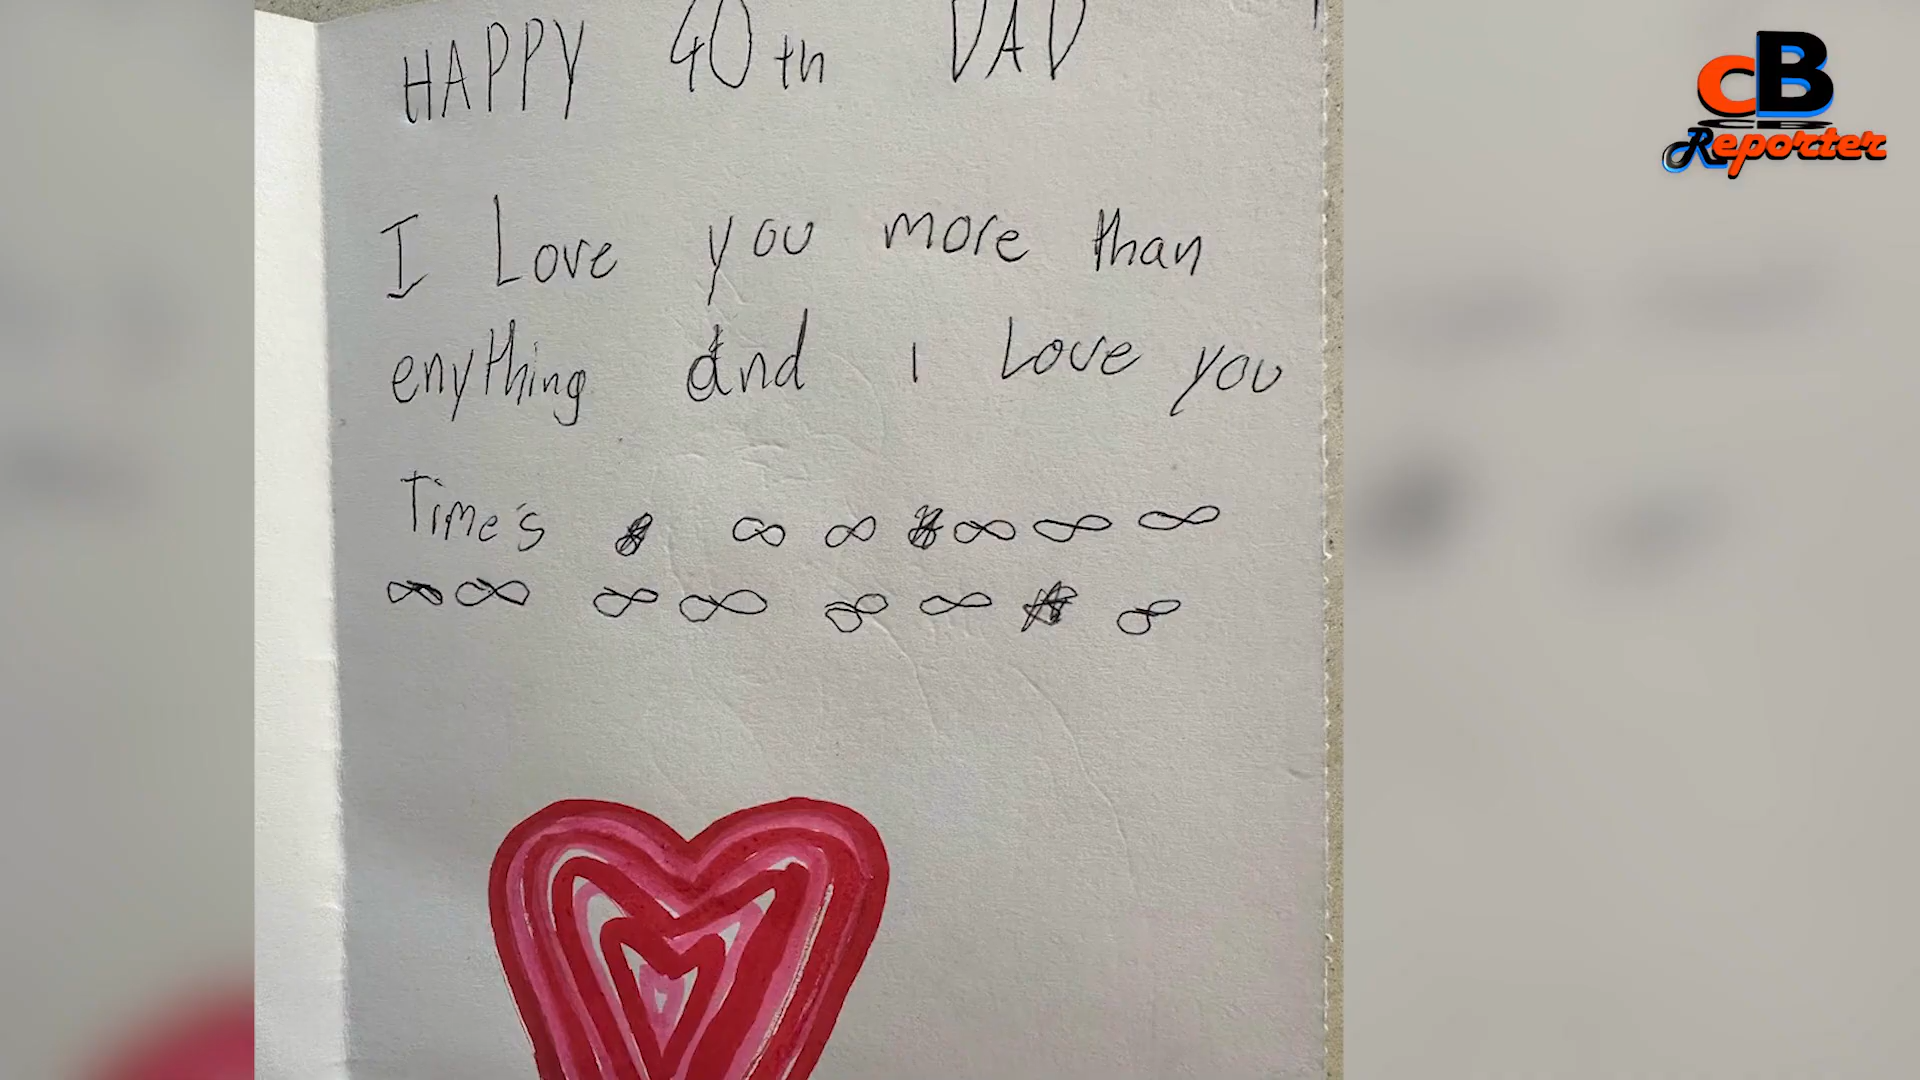 HAPPY 40th DAD
I Love you more than
enything and i Love you
Time's ∞ ∞ ∞ ∞ ∞
∞ ∞ ∞ ∞ ∞ ∞ ∞
CB
Reporter